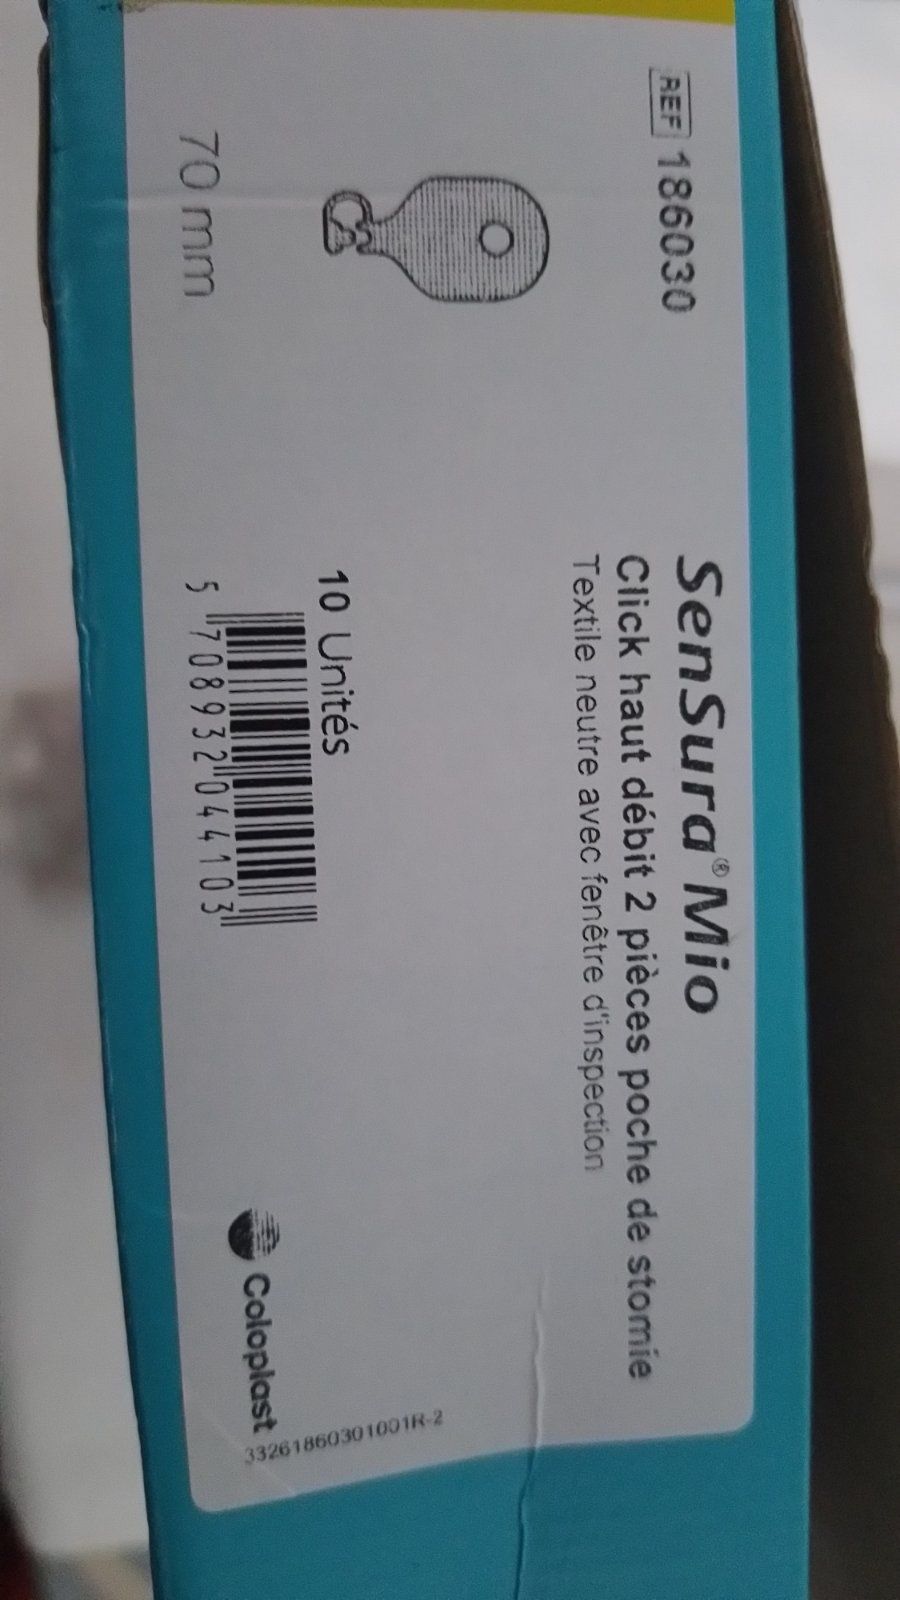 REF 186030
SenSura® Mio
Click haut débit 2 pièces poche de stomie
Textile neutre avec fenêtre d'inspection
10 Unités
70 mm
5 708932 044103
Coloplast
33261860301001R-2